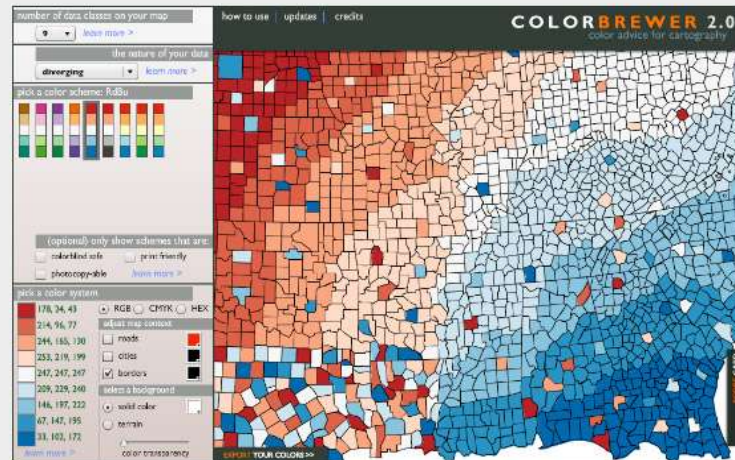 number of data classes on your map
9
learn more >
the nature of your data
diverging
learn more >
pick a color scheme: RdBu
(optional) only show schemes that are:
colorblind safe
print friendly
photocopy-able
learn more >
pick a color system
178, 24, 43
214, 96, 77
244, 165, 130
253, 219, 199
247, 247, 247
209, 229, 240
146, 197, 222
67, 147, 195
33, 102, 172
learn more >
RGB CMYK HEX
adjust map context
roads
cities
borders
select a background
solid color
terrain
color transparency
how to use | updates | credits
COLORBREWER 2.0
color advice for cartography
EXPORT YOUR COLORS >>